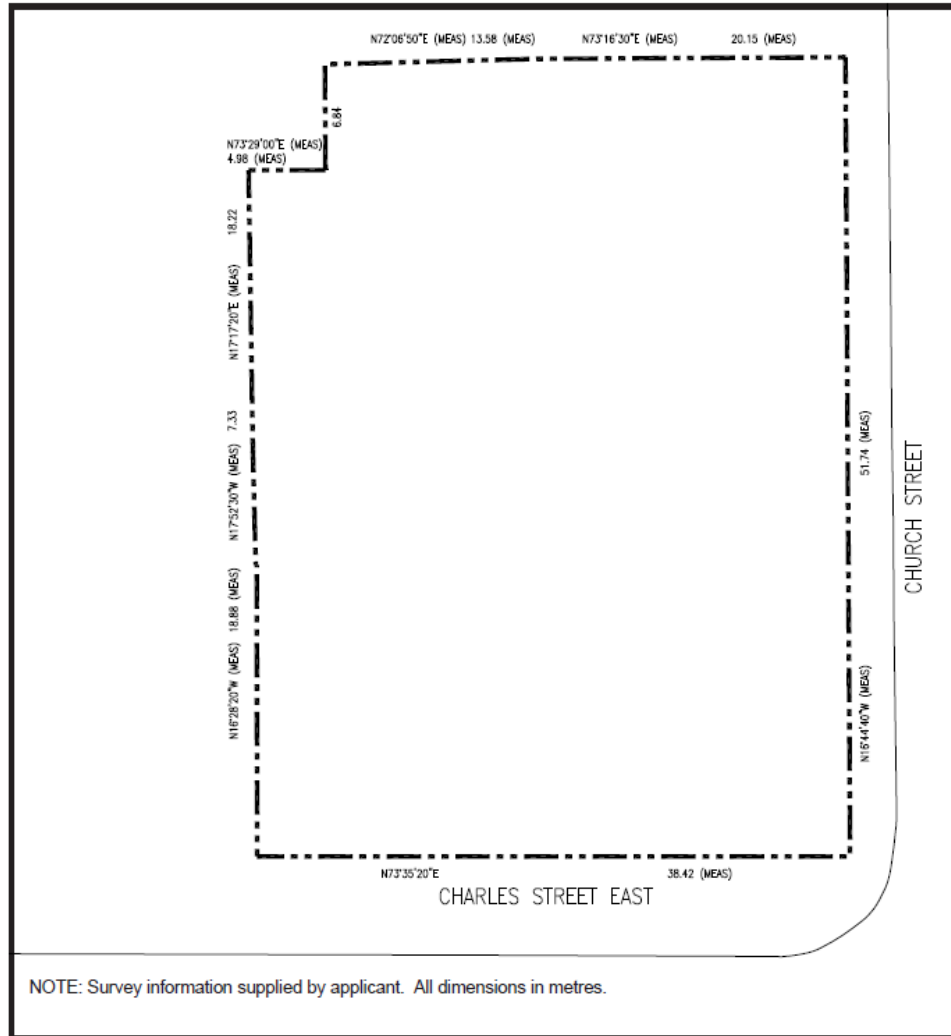 N72°06'50"E (MEAS) 13.58 (MEAS) N73°16'30"E (MEAS) 20.15 (MEAS)
6.84
N73°29'00"E (MEAS)
4.98 (MEAS)
18.22
N17°17'20"E (MEAS)
7.33
N17°52'30"W (MEAS)
18.88 (MEAS)
N16°28'20"W (MEAS)
51.74 (MEAS)
N16°44'40"W (MEAS)
CHURCH STREET
N73°35'20"E 38.42 (MEAS)
CHARLES STREET EAST
NOTE: Survey information supplied by applicant. All dimensions in metres.